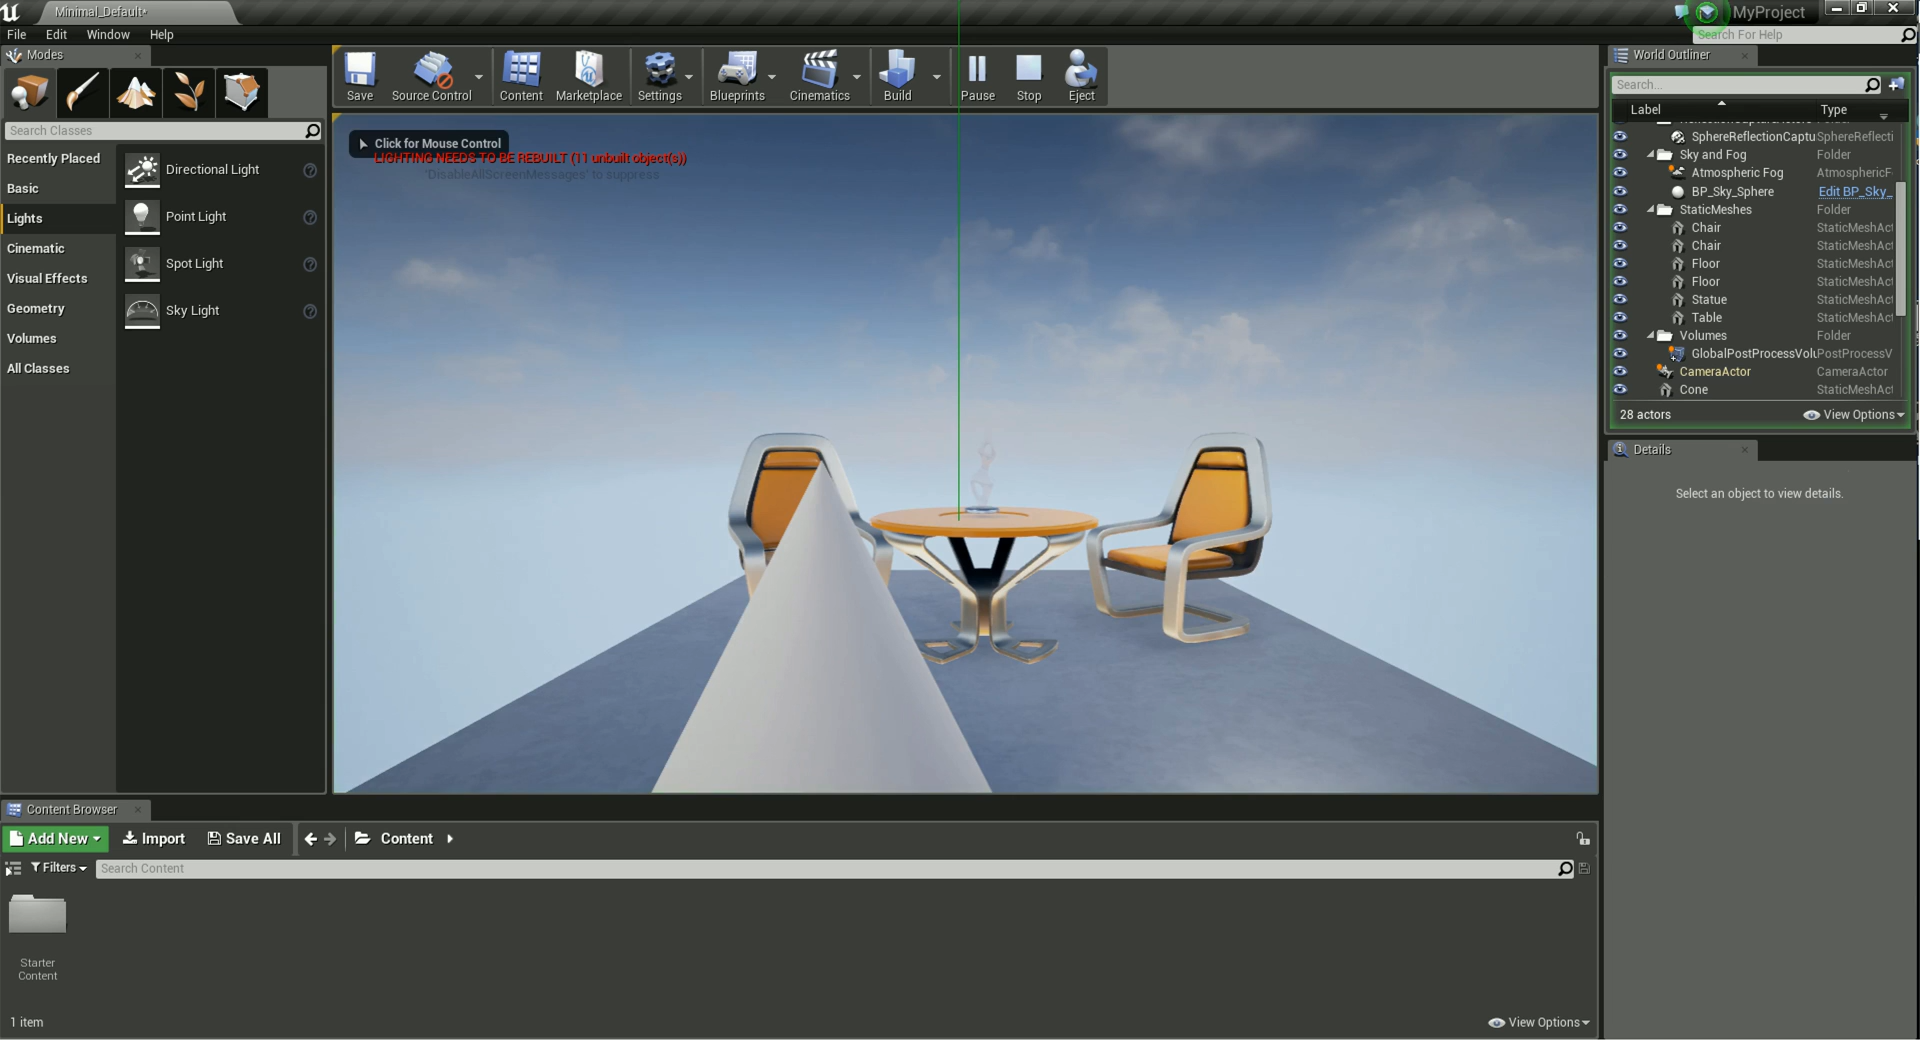 Minimal_Default*
MyProject
File Edit Window Help
Search For Help
Modes
Save Source Control Content Marketplace Settings Blueprints Cinematics Build Pause Stop Eject
Search Classes
Recently Placed
Basic
Lights
Cinematic
Visual Effects
Geometry
Volumes
All Classes
Directional Light
Point Light
Spot Light
Sky Light
Click for Mouse Control
LIGHTING NEEDS TO BE REBUILT (11 unbuilt object(s))
'DisableAllScreenMessages' to suppress
World Outliner
Search...
Label Type
SphereReflectionCaptu SphereReflecti
Sky and Fog Folder
Atmospheric Fog AtmosphericF
BP_Sky_Sphere Edit BP_Sky_
StaticMeshes Folder
Chair StaticMeshAct
Chair StaticMeshAct
Floor StaticMeshAct
Floor StaticMeshAct
Statue StaticMeshAct
Table StaticMeshAct
Volumes Folder
GlobalPostProcessVolu PostProcessV
CameraActor CameraActor
Cone StaticMeshAct
28 actors View Options
Details
Select an object to view details.
Content Browser
Add New Import Save All Content
Filters Search Content
Starter
Content
1 item View Options